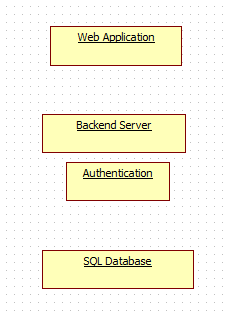 Web Application
Backend Server
Authentication
SQL Database